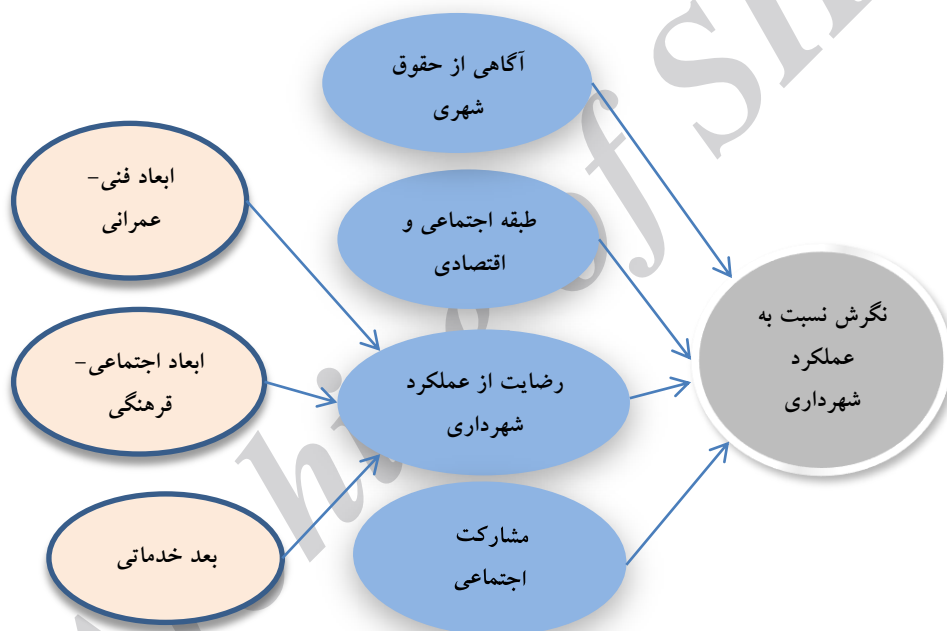 آگاهی از حقوق
شهری
ابعاد فنی-
عمرانی
طبقه اجتماعی و
اقتصادی
نگرش نسبت به
عملکرد
شهرداری
ابعاد اجتماعی-
قرهنگی
رضایت از عملکرد
شهرداری
مشارکت
اجتماعی
بعد خدماتی